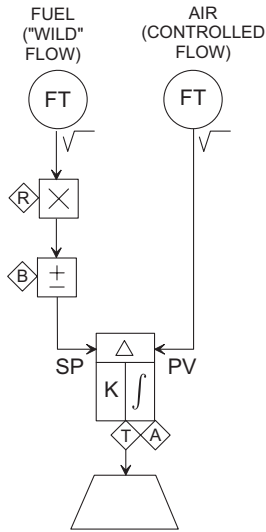 FUEL
("WILD"
FLOW)
AIR
(CONTROLLED
FLOW)
FT
FT
√
√
R
×
B
±
SP
△
PV
K
∫
T
A